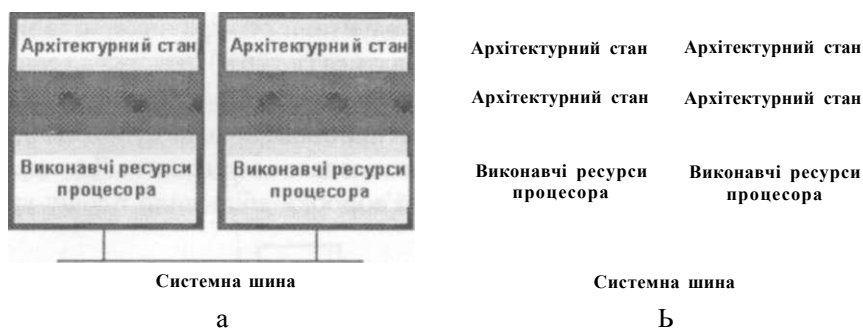 Архітектурний стан Архітектурний стан
Виконавчі ресурси процесора Виконавчі ресурси процесора
Системна шина
а
Архітектурний стан Архітектурний стан
Архітектурний стан Архітектурний стан
Виконавчі ресурси процесора Виконавчі ресурси процесора
Системна шина
Ь